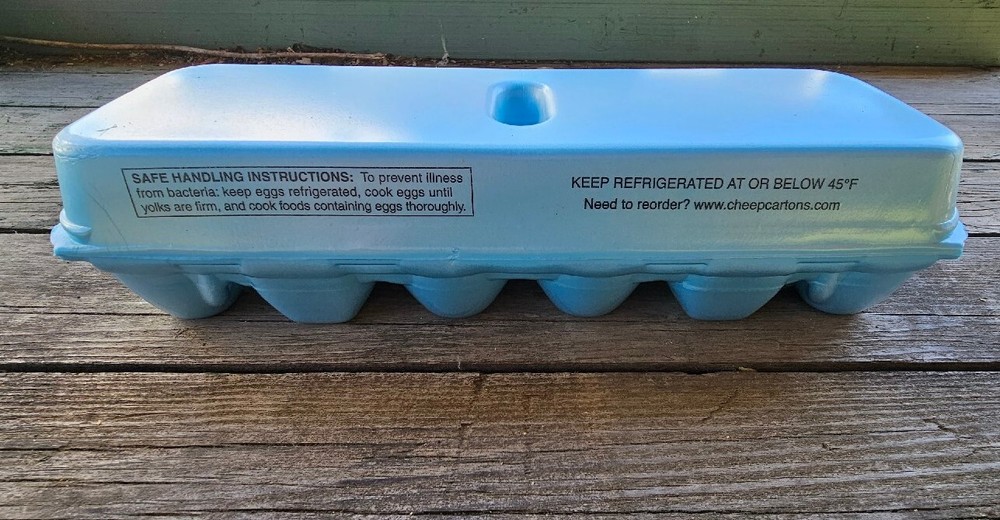 SAFE HANDLING INSTRUCTIONS: To prevent illness
from bacteria: keep eggs refrigerated, cook eggs until
yolks are firm, and cook foods containing eggs thoroughly.
KEEP REFRIGERATED AT OR BELOW 45°F
Need to reorder? www.cheepcartons.com